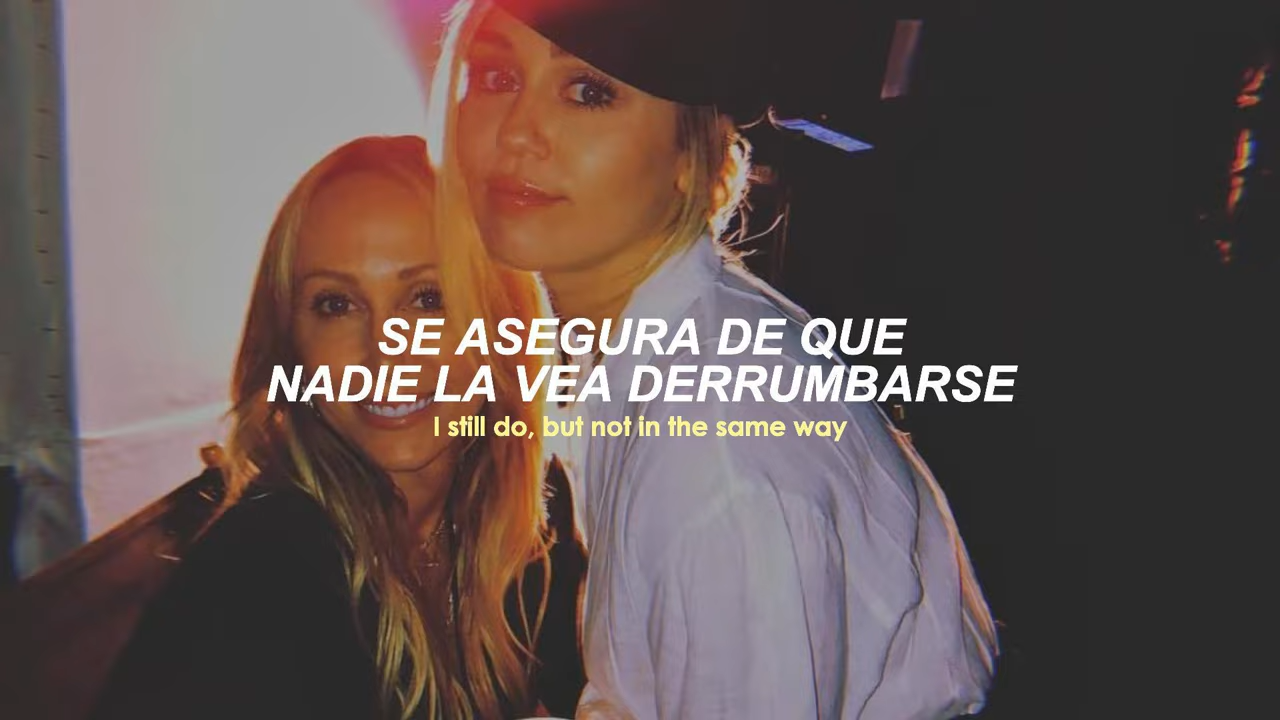 SE ASEGURA DE QUE
NADIE LA VEA DERRUMBARSE
I still do, but not in the same way